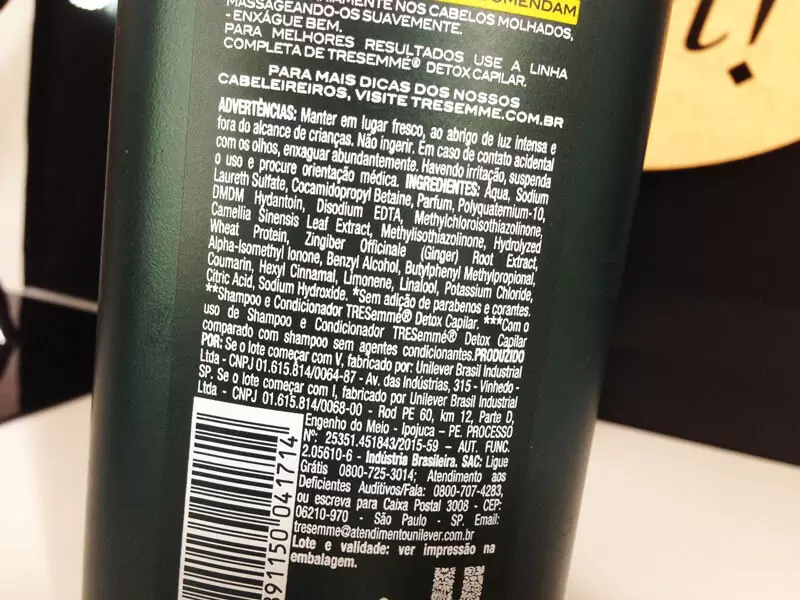 OMENDAM
IAMENTE NOS CABELOS MOLHADOS,
MASSAGEANDO-OS SUAVEMENTE.
- ENXÁGUE BEM.
PARA MELHORES RESULTADOS USE A LINHA
COMPLETA DE TRESEMMÉ® DETOX CAPILAR.
PARA MAIS DICAS DOS NOSSOS
CABELEIREIROS, VISITE TRESEMME.COM.BR
ADVERTÊNCIAS: Manter em lugar fresco, ao abrigo de luz intensa e
fora do alcance de crianças. Não ingerir. Em caso de contato acidental
com os olhos, enxaguar abundantemente. Havendo irritação, suspenda
o uso e procure orientação médica. INGREDIENTES: Aqua, Sodium
Laureth Sulfate, Cocamidopropyl Betaine, Parfum, Polyquaternium-10,
DMDM Hydantoin, Disodium EDTA, Methylchloroisothiazolinone,
Camellia Sinensis Leaf Extract, Methylisothiazolinone, Hydrolyzed
Wheat Protein, Zingiber Officinale (Ginger) Root Extract,
Alpha-Isomethyl Ionone, Benzyl Alcohol, Butylphenyl Methylpropional,
Coumarin, Hexyl Cinnamal, Limonene, Linalool, Potassium Chloride,
Citric Acid, Sodium Hydroxide. *Sem adição de parabenos e corantes.
**Shampoo e Condicionador TRESemmé® Detox Capilar. ***Com o
uso de Shampoo e Condicionador TRESemmé® Detox Capilar
comparado com shampoo sem agentes condicionantes.PRODUZIDO
POR: Se o lote começar com V, fabricado por: Unilever Brasil Industrial
Ltda - CNPJ 01.615.814/0064-87 - Av. das Indústrias, 315 - Vinhedo -
SP. Se o lote começar com I, fabricado por Unilever Brasil Industrial
Ltda - CNPJ 01.615.814/0068-00 - Rod PE 60, km 12, Parte D,
Engenho do Meio - Ipojuca – PE. PROCESSO
Nº: 25351.451843/2015-59 – AUT. FUNC.
2.05610-6 - Indústria Brasileira. SAC: Ligue
Grátis 0800-725-3014; Atendimento aos
Deficientes Auditivos/Fala: 0800-707-4283,
ou escreva para Caixa Postal 3008 - CEP:
06210-970 - São Paulo - SP. Email:
tresemme@atendimentounilever.com.br
Lote e validade: ver impressão na
embalagem.
891150 041714